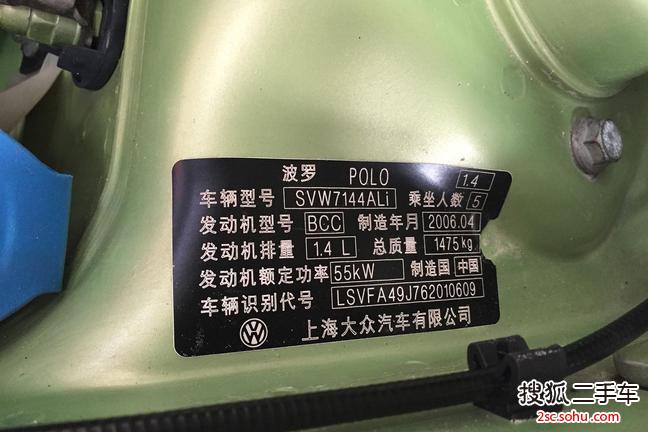 波罗 POLO 1.4
车辆型号 SVW7144ALi 乘坐人数 5
发动机型号 BCC 制造年月 2006.04
发动机排量 1.4 L 总质量 1475kg
发动机额定功率 55kW 制造国 中国
车辆识别代号 LSVFA49J762010609
上海大众汽车有限公司
搜狐二手车
2sc.sohu.com